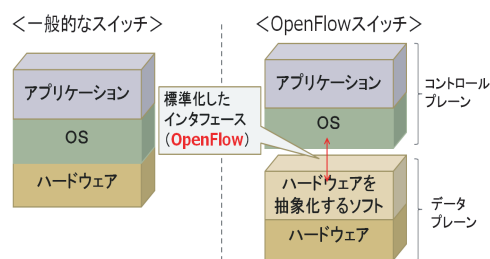 ＜一般的なスイッチ＞
アプリケーション
OS
ハードウェア
標準化した
インタフェース
（OpenFlow）
＜OpenFlowスイッチ＞
アプリケーション
OS
ハードウェアを
抽象化するソフト
ハードウェア
コントロール
プレーン
データ
プレーン